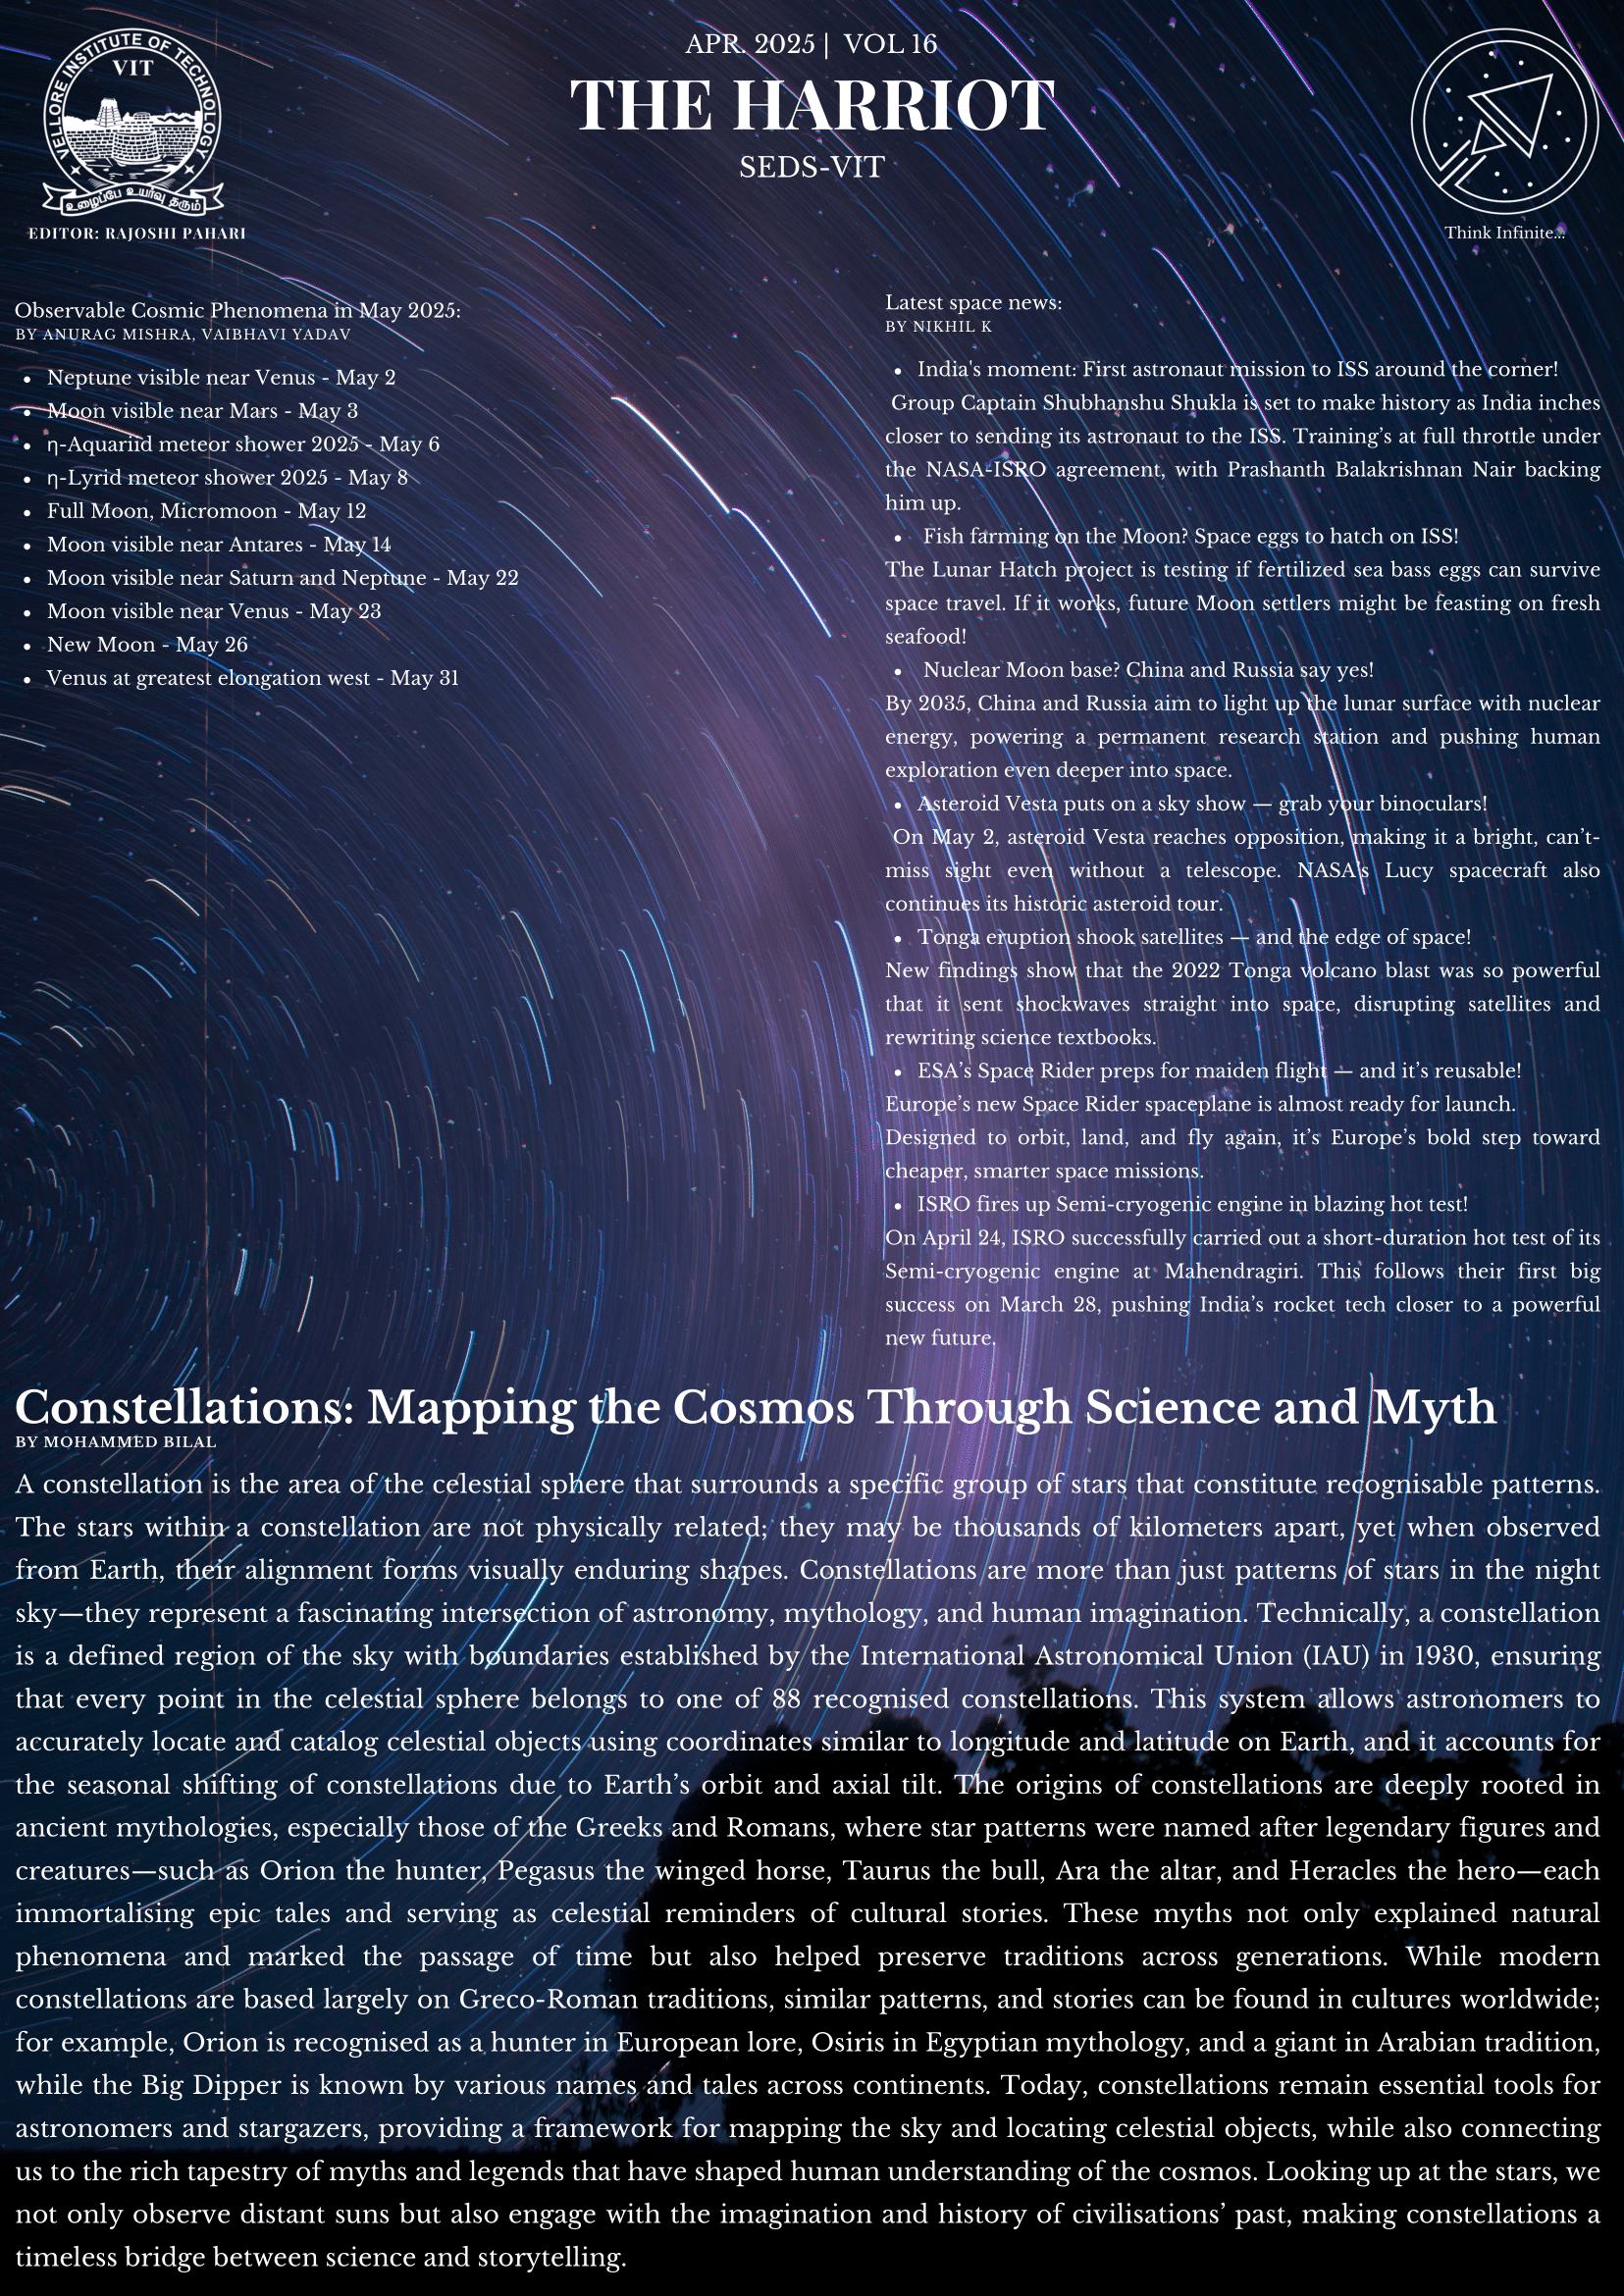 VELLORE INSTITUTE OF TECHNOLOGY
VIT
உழைப்பே உயர்வு தரும்
EDITOR: RAJOSHI PAHARI
APR. 2025 | VOL 16
THE HARRIOT
SEDS-VIT
Think Infinite...
Observable Cosmic Phenomena in May 2025:
BY ANURAG MISHRA, VAIBHAVI YADAV
• Neptune visible near Venus - May 2
• Moon visible near Mars - May 3
• η-Aquariid meteor shower 2025 - May 6
• η-Lyrid meteor shower 2025 - May 8
• Full Moon, Micromoon - May 12
• Moon visible near Antares - May 14
• Moon visible near Saturn and Neptune - May 22
• Moon visible near Venus - May 23
• New Moon - May 26
• Venus at greatest elongation west - May 31
Latest space news:
BY NIKHIL K
• India's moment: First astronaut mission to ISS around the corner!
Group Captain Shubhanshu Shukla is set to make history as India inches
closer to sending its astronaut to the ISS. Training’s at full throttle under
the NASA-ISRO agreement, with Prashanth Balakrishnan Nair backing
him up.
• Fish farming on the Moon? Space eggs to hatch on ISS!
The Lunar Hatch project is testing if fertilized sea bass eggs can survive
space travel. If it works, future Moon settlers might be feasting on fresh
seafood!
• Nuclear Moon base? China and Russia say yes!
By 2035, China and Russia aim to light up the lunar surface with nuclear
energy, powering a permanent research station and pushing human
exploration even deeper into space.
• Asteroid Vesta puts on a sky show — grab your binoculars!
On May 2, asteroid Vesta reaches opposition, making it a bright, can’t-
miss sight even without a telescope. NASA’s Lucy spacecraft also
continues its historic asteroid tour.
• Tonga eruption shook satellites — and the edge of space!
New findings show that the 2022 Tonga volcano blast was so powerful
that it sent shockwaves straight into space, disrupting satellites and
rewriting science textbooks.
• ESA’s Space Rider preps for maiden flight — and it’s reusable!
Europe’s new Space Rider spaceplane is almost ready for launch.
Designed to orbit, land, and fly again, it’s Europe’s bold step toward
cheaper, smarter space missions.
• ISRO fires up Semi-cryogenic engine in blazing hot test!
On April 24, ISRO successfully carried out a short-duration hot test of its
Semi-cryogenic engine at Mahendragiri. This follows their first big
success on March 28, pushing India’s rocket tech closer to a powerful
new future.
Constellations: Mapping the Cosmos Through Science and Myth
BY MOHAMMED BILAL
A constellation is the area of the celestial sphere that surrounds a specific group of stars that constitute recognisable patterns.
The stars within a constellation are not physically related; they may be thousands of kilometers apart, yet when observed
from Earth, their alignment forms visually enduring shapes. Constellations are more than just patterns of stars in the night
sky—they represent a fascinating intersection of astronomy, mythology, and human imagination. Technically, a constellation
is a defined region of the sky with boundaries established by the International Astronomical Union (IAU) in 1930, ensuring
that every point in the celestial sphere belongs to one of 88 recognised constellations. This system allows astronomers to
accurately locate and catalog celestial objects using coordinates similar to longitude and latitude on Earth, and it accounts for
the seasonal shifting of constellations due to Earth’s orbit and axial tilt. The origins of constellations are deeply rooted in
ancient mythologies, especially those of the Greeks and Romans, where star patterns were named after legendary figures and
creatures—such as Orion the hunter, Pegasus the winged horse, Taurus the bull, Ara the altar, and Heracles the hero—each
immortalising epic tales and serving as celestial reminders of cultural stories. These myths not only explained natural
phenomena and marked the passage of time but also helped preserve traditions across generations. While modern
constellations are based largely on Greco-Roman traditions, similar patterns, and stories can be found in cultures worldwide;
for example, Orion is recognised as a hunter in European lore, Osiris in Egyptian mythology, and a giant in Arabian tradition,
while the Big Dipper is known by various names and tales across continents. Today, constellations remain essential tools for
astronomers and stargazers, providing a framework for mapping the sky and locating celestial objects, while also connecting
us to the rich tapestry of myths and legends that have shaped human understanding of the cosmos. Looking up at the stars, we
not only observe distant suns but also engage with the imagination and history of civilisations’ past, making constellations a
timeless bridge between science and storytelling.